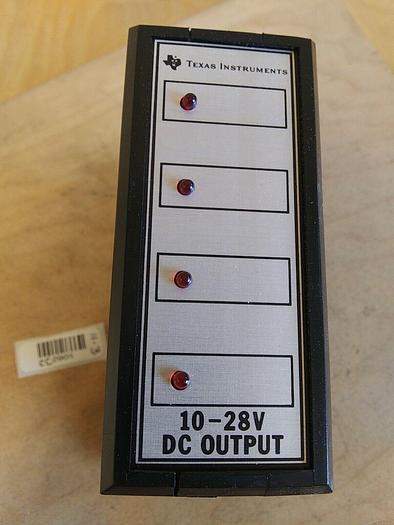 TEXAS INSTRUMENTS
10-28V
DC OUTPUT